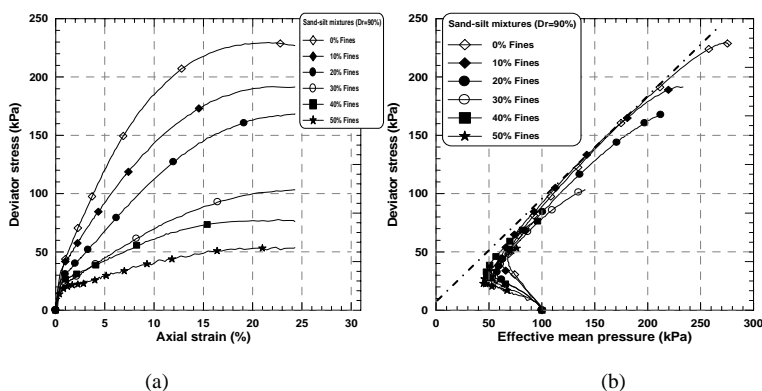 Sand-silt mixtures (Dr=90%)
0% Fines
10% Fines
20% Fines
30% Fines
40% Fines
50% Fines
250
200
150
100
50
0
Deviator stress (kPa)
0
5
10
15
20
25
30
Axial strain (%)
(a)
Sand-silt mixtures (Dr=90%)
0% Fines
10% Fines
20% Fines
30% Fines
40% Fines
50% Fines
250
200
150
100
50
0
Deviator stress (kPa)
0
50
100
150
200
250
300
Effective mean pressure (kPa)
(b)